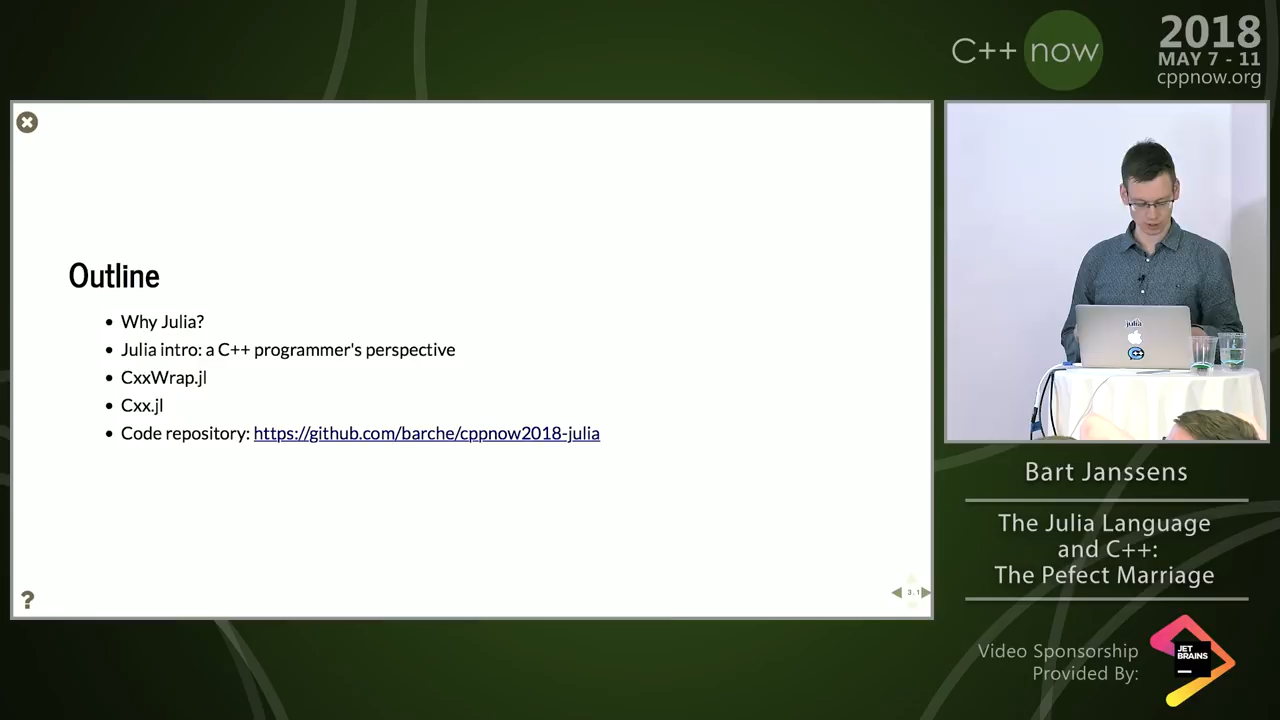 C++ now
2018
MAY 7 - 11
cppnow.org
Outline
• Why Julia?
• Julia intro: a C++ programmer's perspective
• CxxWrap.jl
• Cxx.jl
• Code repository: https://github.com/barche/cppnow2018-julia
?
3.1
julia
Bart Janssens
The Julia Language
and C++:
The Pefect Marriage
Video Sponsorship
Provided By:
JET
BRAINS